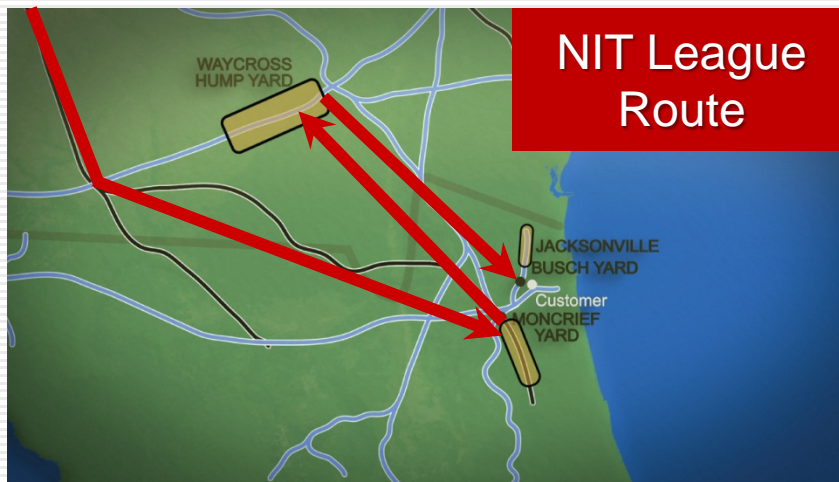 NIT League
Route
WAYCROSS
HUMP YARD
JACKSONVILLE
BUSCH YARD
Customer
MONCRIEF
YARD